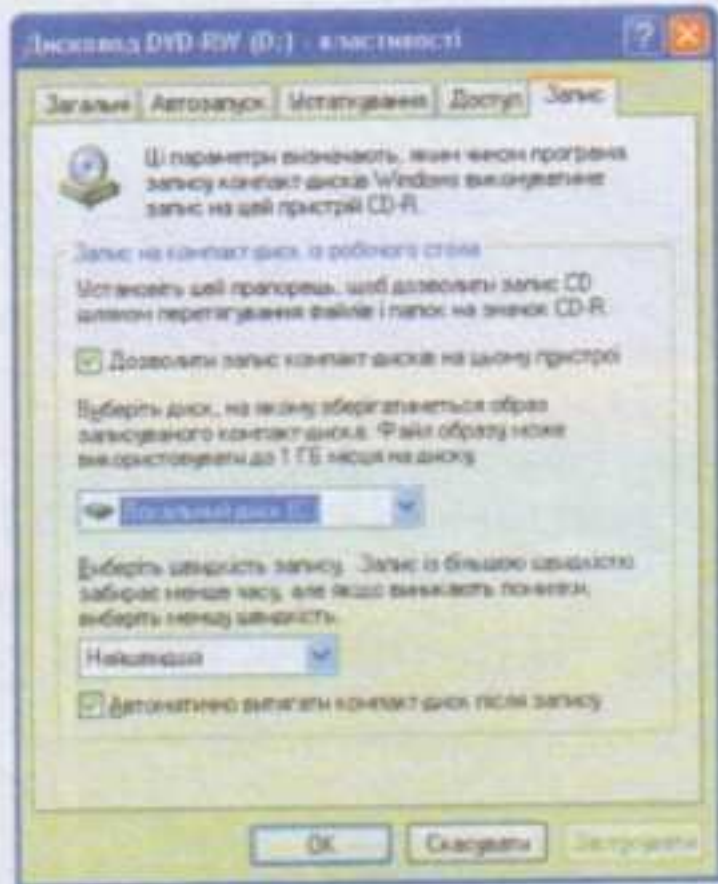 Дисковод DVD-RW (D:) - властивості
Загальні Автозапуск Устаткування Доступ Запис
Ці параметри визначають, яким чином програма
запису компакт-дисків Windows виконуватиме
запис на цей пристрій CD-R.
Запис на компакт-диск із робочого стола
Установіть цей прапорець, щоб дозволити запис CD
шляхом перетягування файлів і папок на значок CD-R.
Дозволити запис компакт-дисків на цьому пристрої
Виберіть диск, на якому зберігатиметься образ
записуваного компакт-диска. Файл образу може
використовувати до 1 ГБ місця на диску.
Локальний диск (C:)
Виберіть швидкість запису. Запис із більшою швидкістю
забирає менше часу, але якщо виникають помилки,
виберіть меншу швидкість.
Найшвидша
Автоматично витягати компакт-диск після запису
OK Скасувати Застосувати